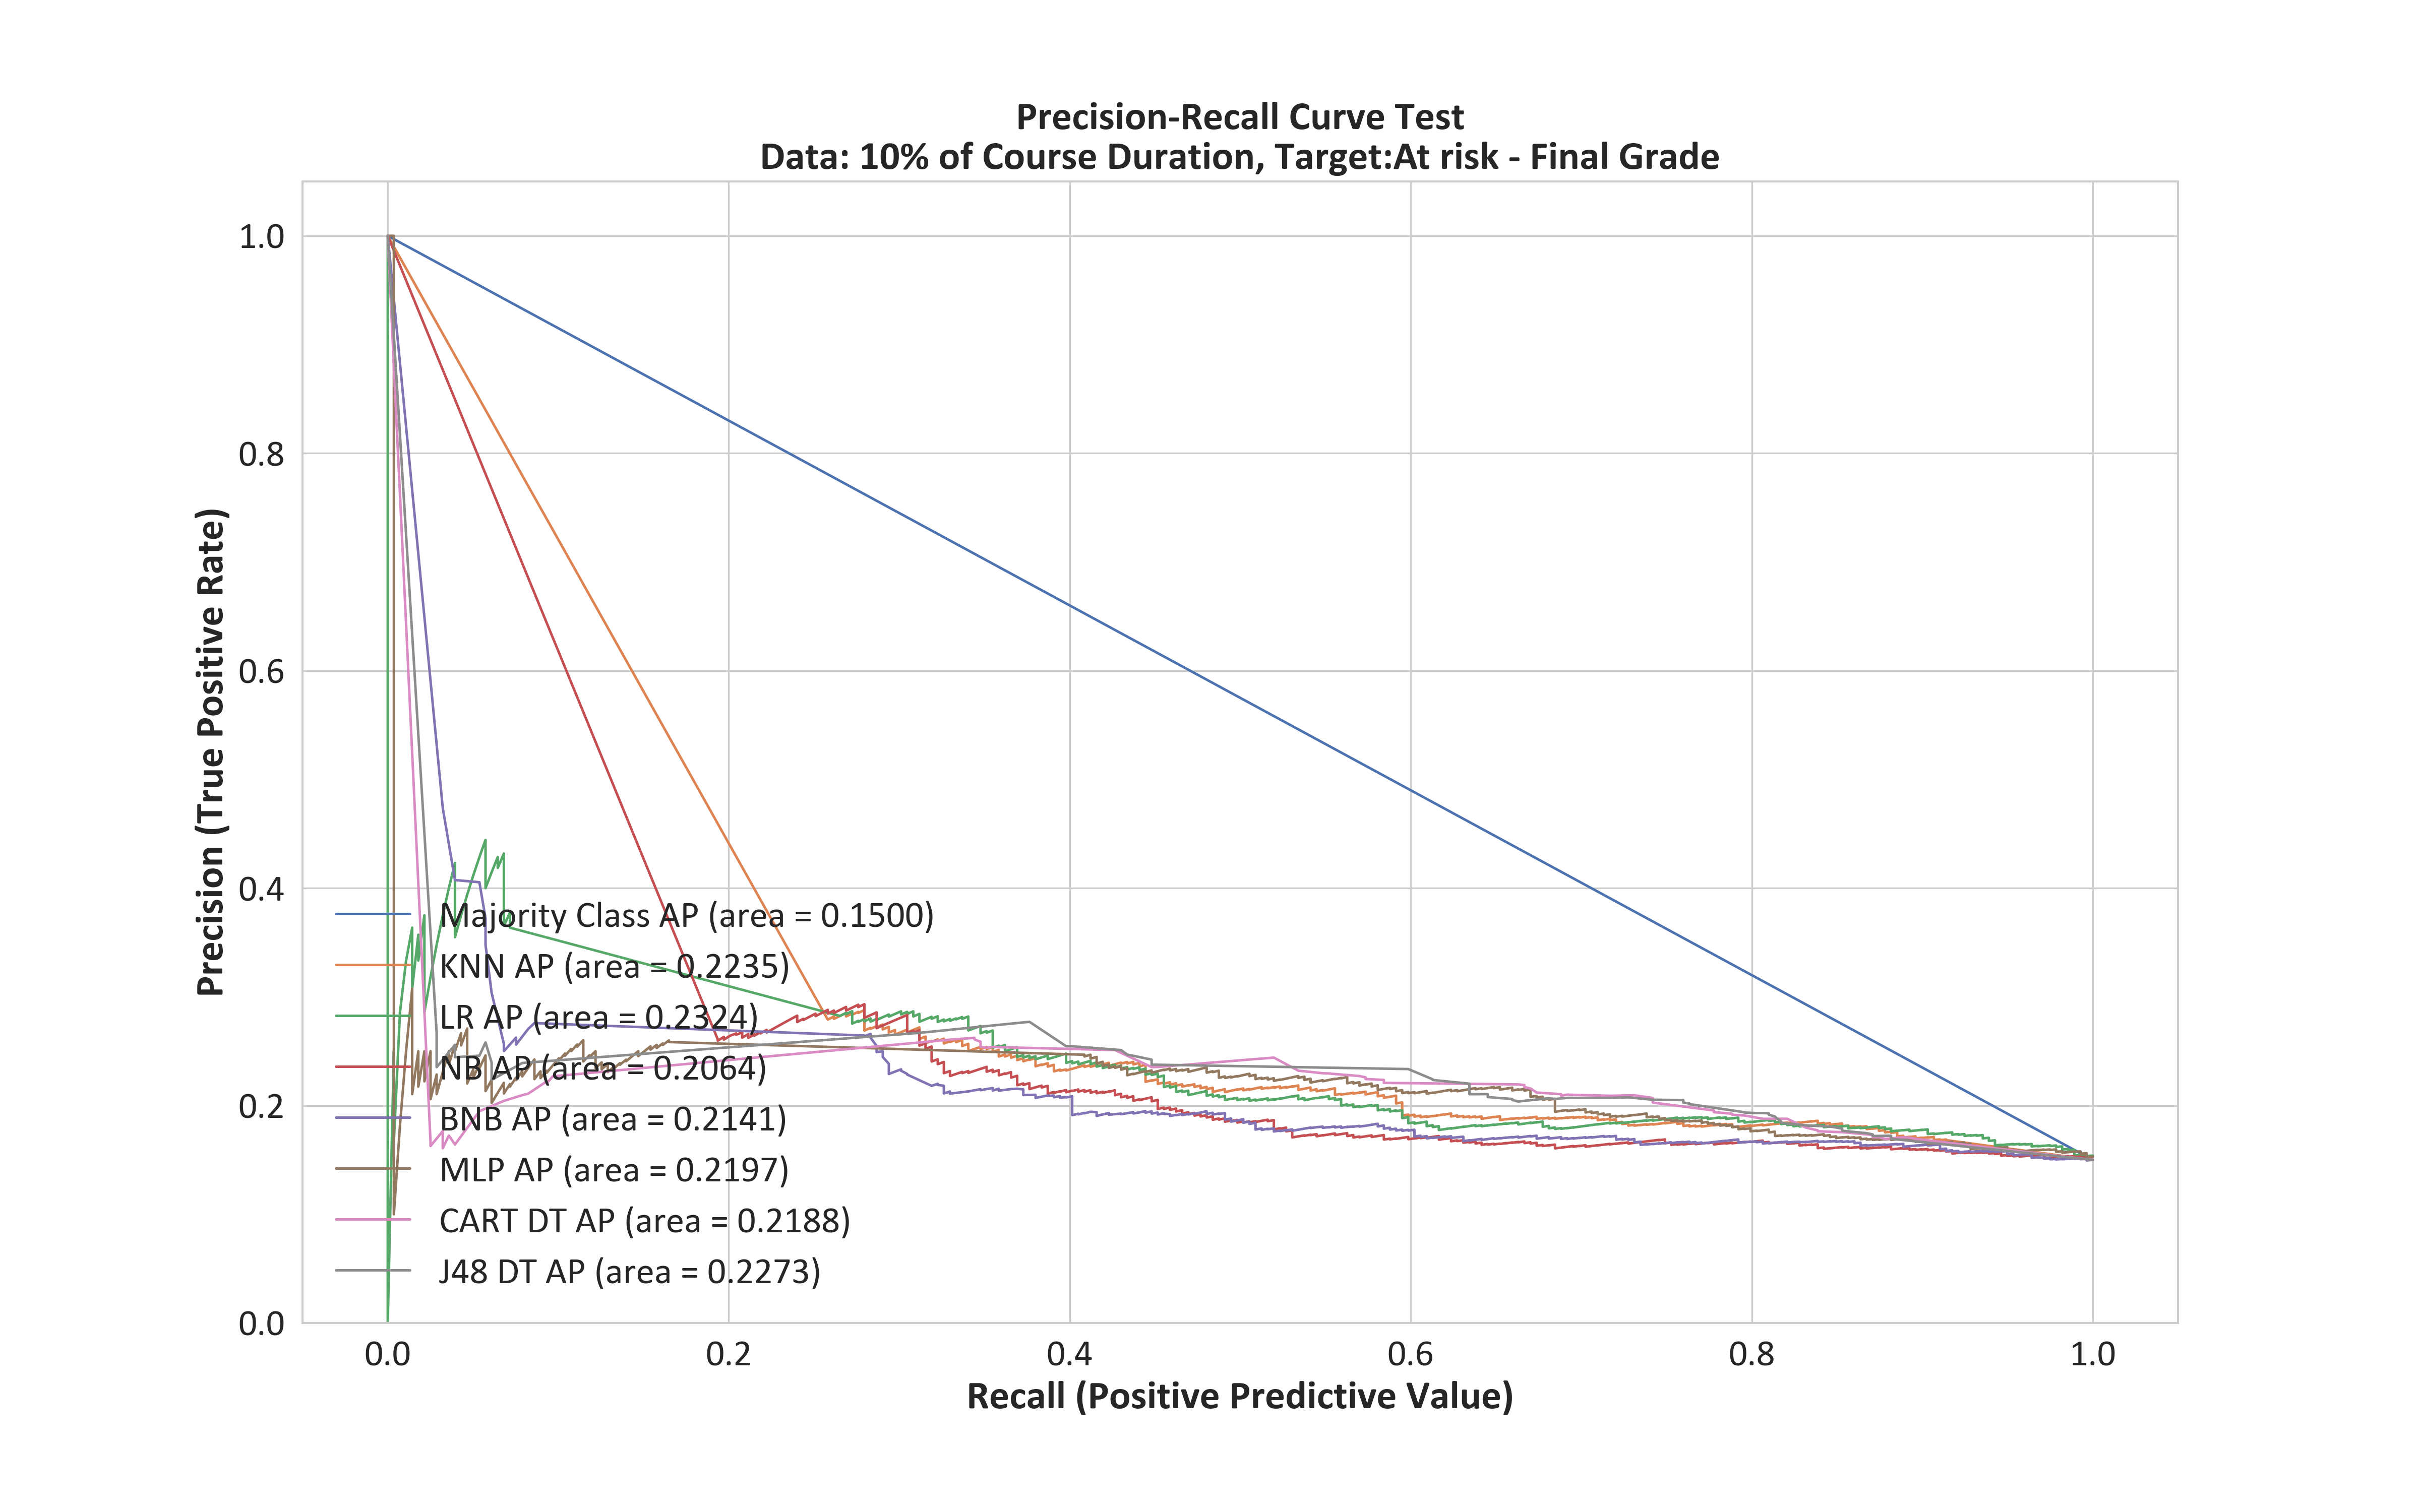 Precision-Recall Curve Test
Data: 10% of Course Duration, Target:At risk - Final Grade
Precision (True Positive Rate)
1.0
0.8
0.6
0.4
0.2
0.0
Majority Class AP (area = 0.1500)
KNN AP (area = 0.2235)
LR AP (area = 0.2324)
NB AP (area = 0.2064)
BNB AP (area = 0.2141)
MLP AP (area = 0.2197)
CART DT AP (area = 0.2188)
J48 DT AP (area = 0.2273)
0.0 0.2 0.4 0.6 0.8 1.0
Recall (Positive Predictive Value)